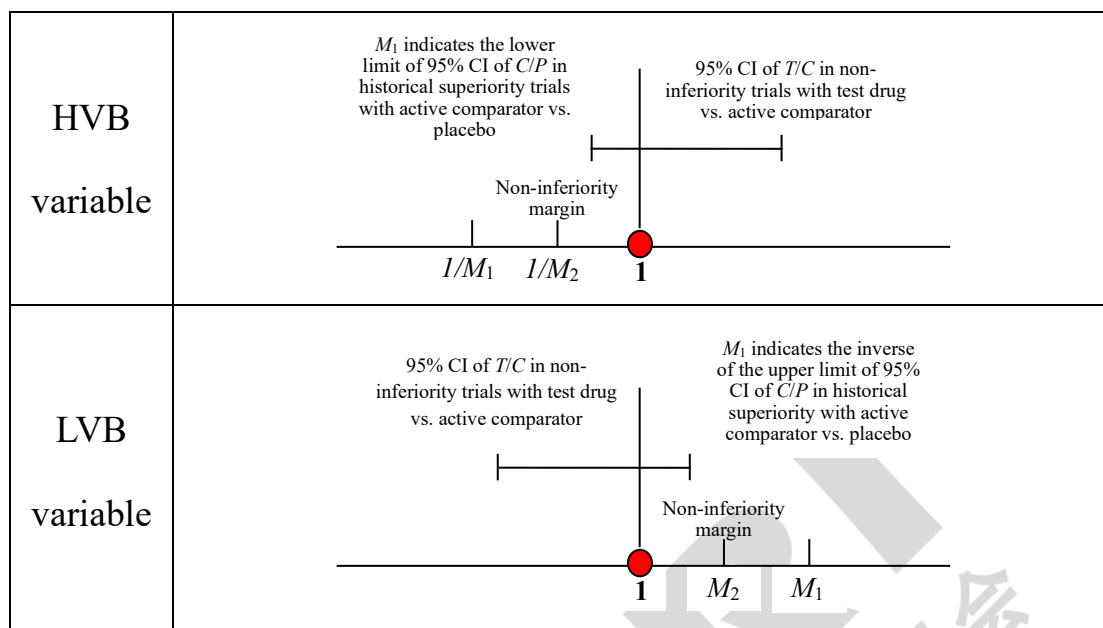 HVB
variable
M₁ indicates the lower
limit of 95% CI of C/P in
historical superiority trials
with active comparator vs.
placebo
95% CI of T/C in non-
inferiority trials with test drug
vs. active comparator
Non-inferiority
margin
1/M₁
1/M₂
1
LVB
variable
95% CI of T/C in non-
inferiority trials with test drug
vs. active comparator
M₁ indicates the inverse
of the upper limit of 95%
CI of C/P in historical
superiority with active
comparator vs. placebo
Non-inferiority
margin
1
M₂
M₁